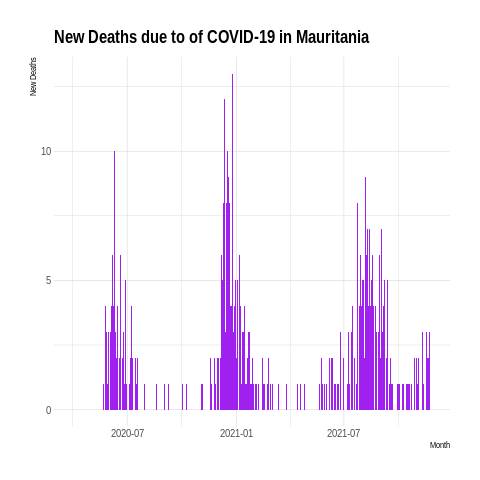 New Deaths due to of COVID-19 in Mauritania
New Deaths
10
5
0
2020-07
2021-01
2021-07
Month